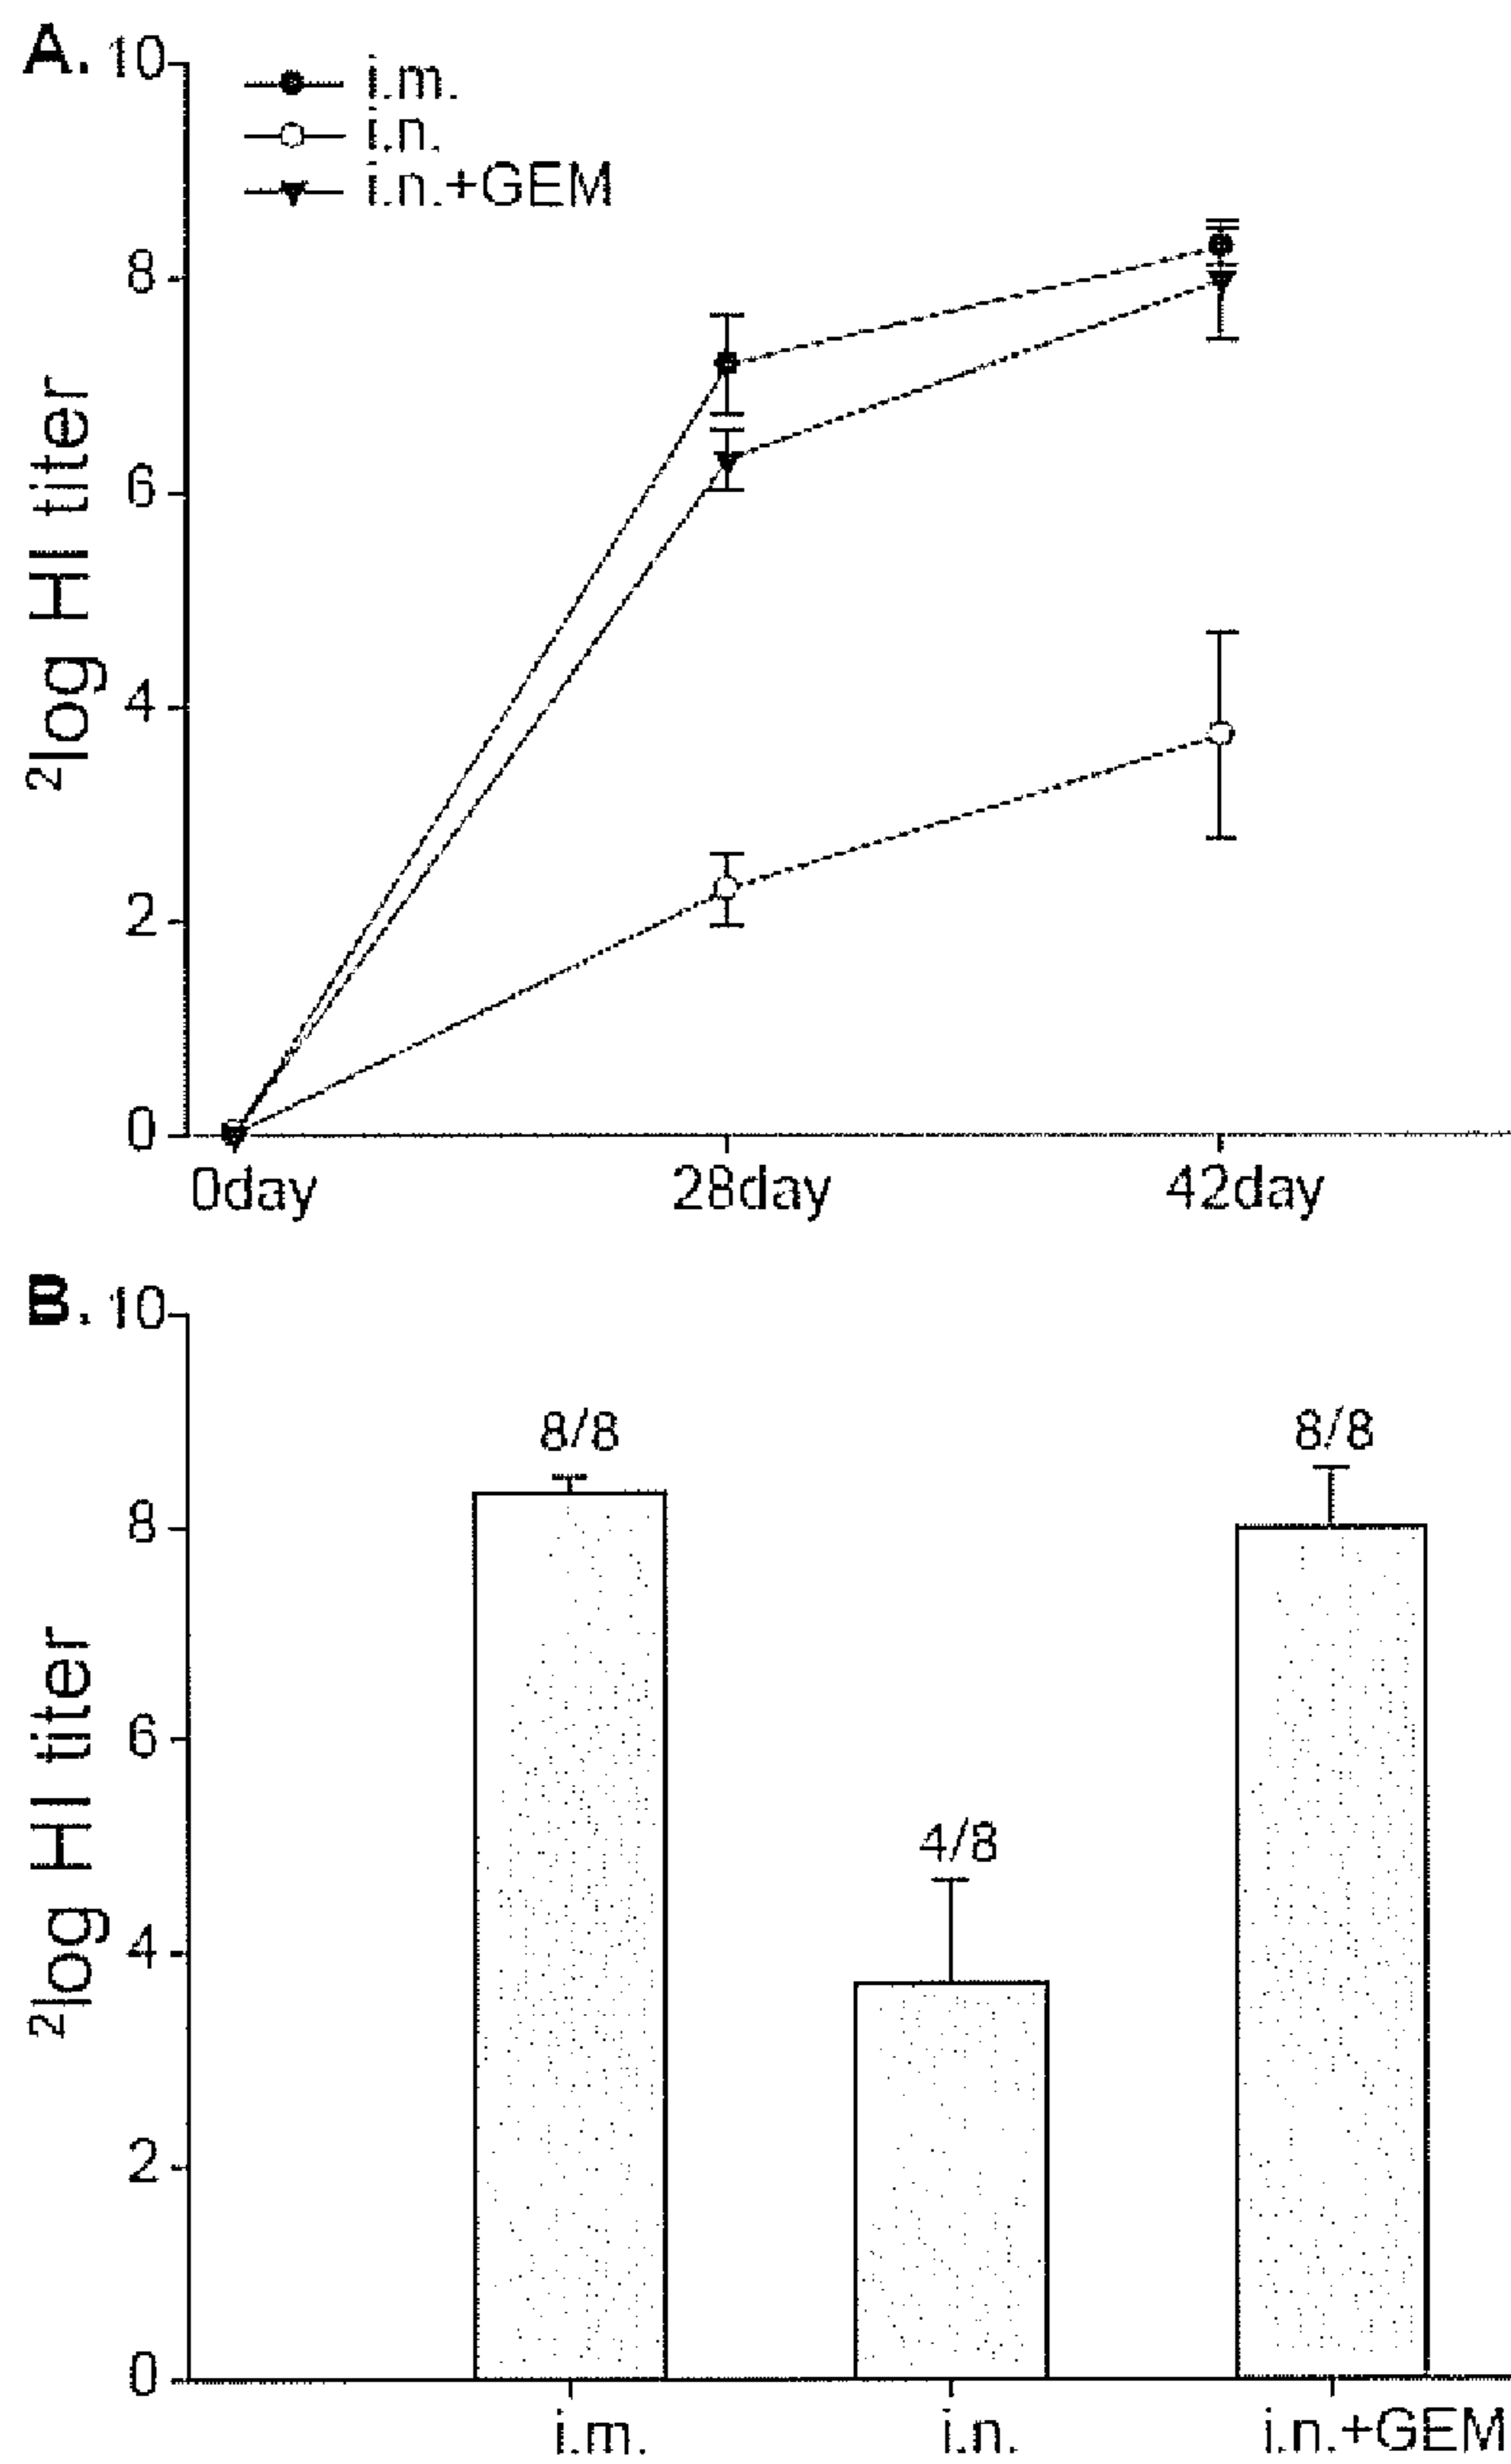 A.
10
i.m.
i.n.
i.n.+GEM
8
6
4
2
0
²log HI titer
0day 28day 42day
B.
10
8/8 4/8 8/8
8
6
4
2
0
²log HI titer
i.m. i.n. i.n.+GEM